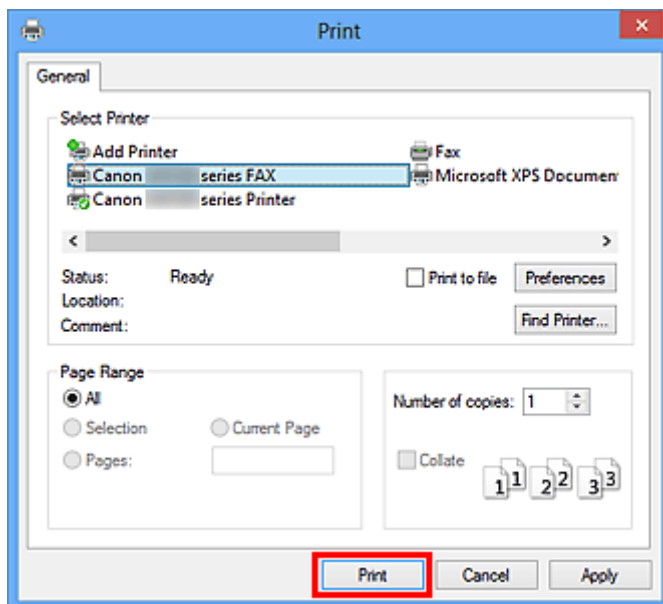 Print
General
Select Printer
Add Printer
Fax
Canon series FAX
Microsoft XPS Documen
Canon series Printer
Status: Ready
Print to file
Preferences
Location:
Comment:
Find Printer...
Page Range
All
Selection
Current Page
Pages:
Number of copies: 1
Collate
1 1 2 2 3 3
Print
Cancel
Apply